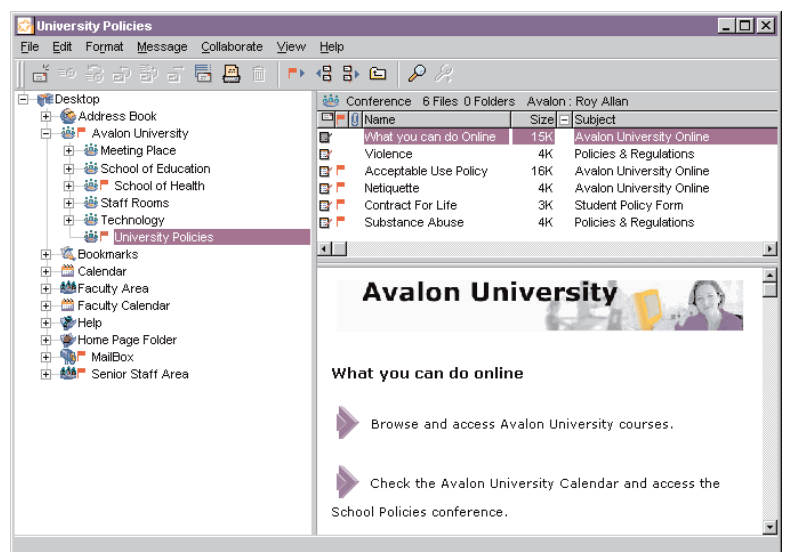 University Policies
File Edit Format Message Collaborate View Help
Desktop
Address Book
Avalon University
Meeting Place
School of Education
School of Health
Staff Rooms
Technology
University Policies
Bookmarks
Calendar
Faculty Area
Faculty Calendar
Help
Home Page Folder
MailBox
Senior Staff Area
Conference 6 Files 0 Folders Avalon : Roy Allan
Name Size Subject
What you can do Online 15K Avalon University Online
Violence 4K Policies & Regulations
Acceptable Use Policy 16K Avalon University Online
Netiquette 4K Avalon University Online
Contract For Life 3K Student Policy Form
Substance Abuse 4K Policies & Regulations
Avalon University
What you can do online
Browse and access Avalon University courses.
Check the Avalon University Calendar and access the
School Policies conference.